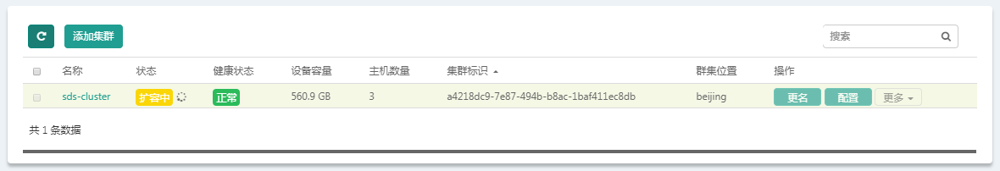 添加集群 搜索
名称 状态 健康状态 设备容量 主机数量 集群标识 群集位置 操作
sds-cluster 扩容中 正常 560.9 GB 3 a4218dc9-7e87-494b-b8ac-1baf411ec8db beijing 更名 配置 更多
共 1 条数据